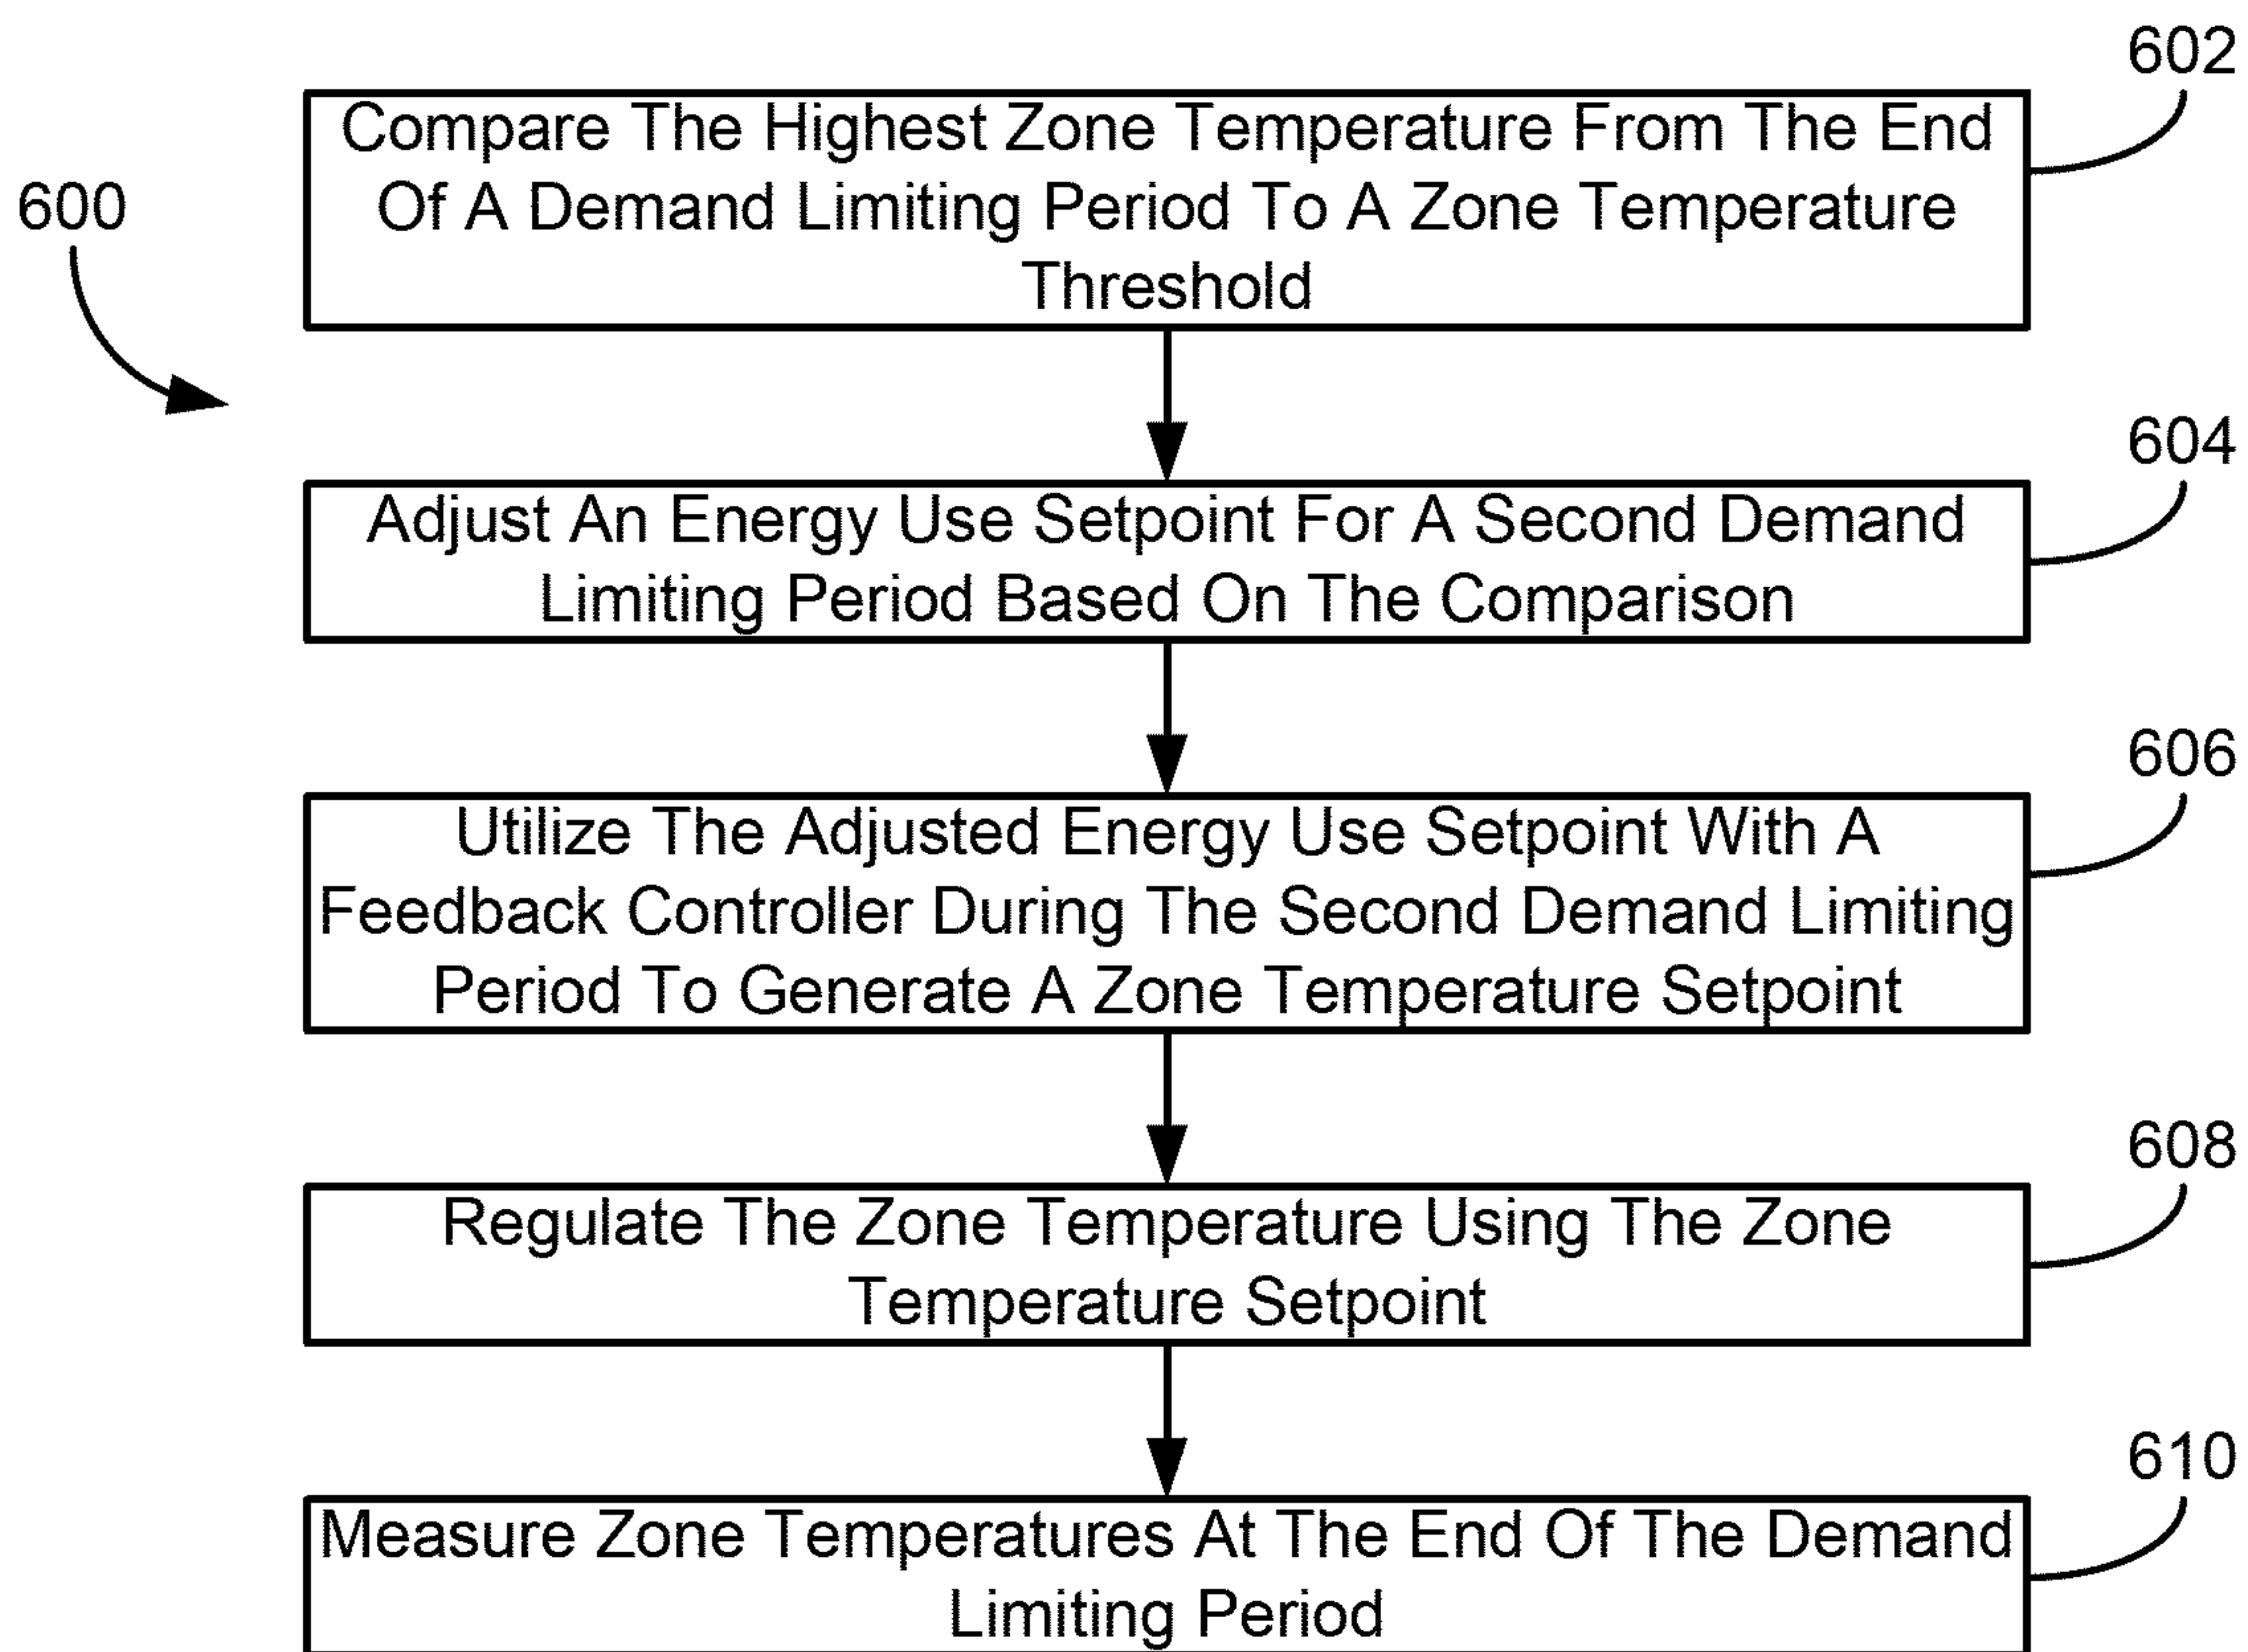 602
Compare The Highest Zone Temperature From The End
Of A Demand Limiting Period To A Zone Temperature
Threshold
600
604
Adjust An Energy Use Setpoint For A Second Demand
Limiting Period Based On The Comparison
606
Utilize The Adjusted Energy Use Setpoint With A
Feedback Controller During The Second Demand Limiting
Period To Generate A Zone Temperature Setpoint
608
Regulate The Zone Temperature Using The Zone
Temperature Setpoint
610
Measure Zone Temperatures At The End Of The Demand
Limiting Period